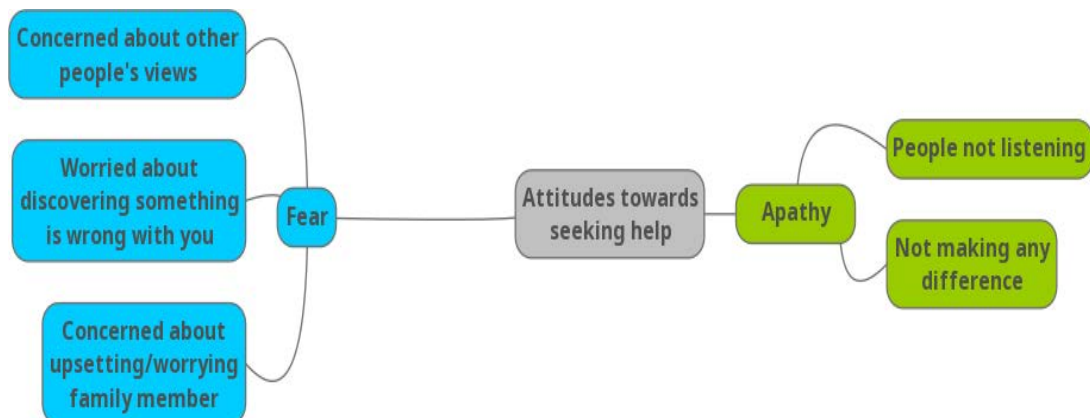 Concerned about other
people's views
Worried about
discovering something
is wrong with you
Concerned about
upsetting/worrying
family member
Fear
Attitudes towards
seeking help
Apathy
People not listening
Not making any
difference